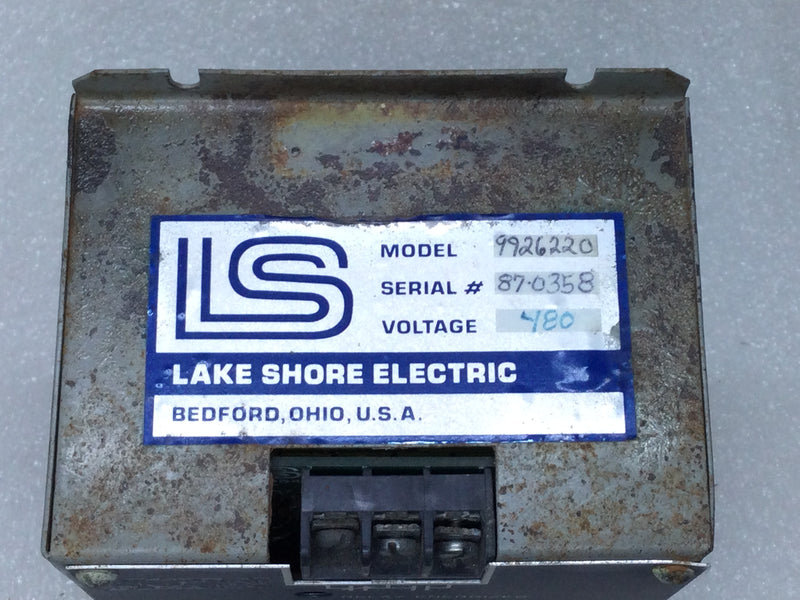 LS
MODEL 9926220
SERIAL # 87-0358
VOLTAGE 480
LAKE SHORE ELECTRIC
BEDFORD, OHIO, U.S.A.